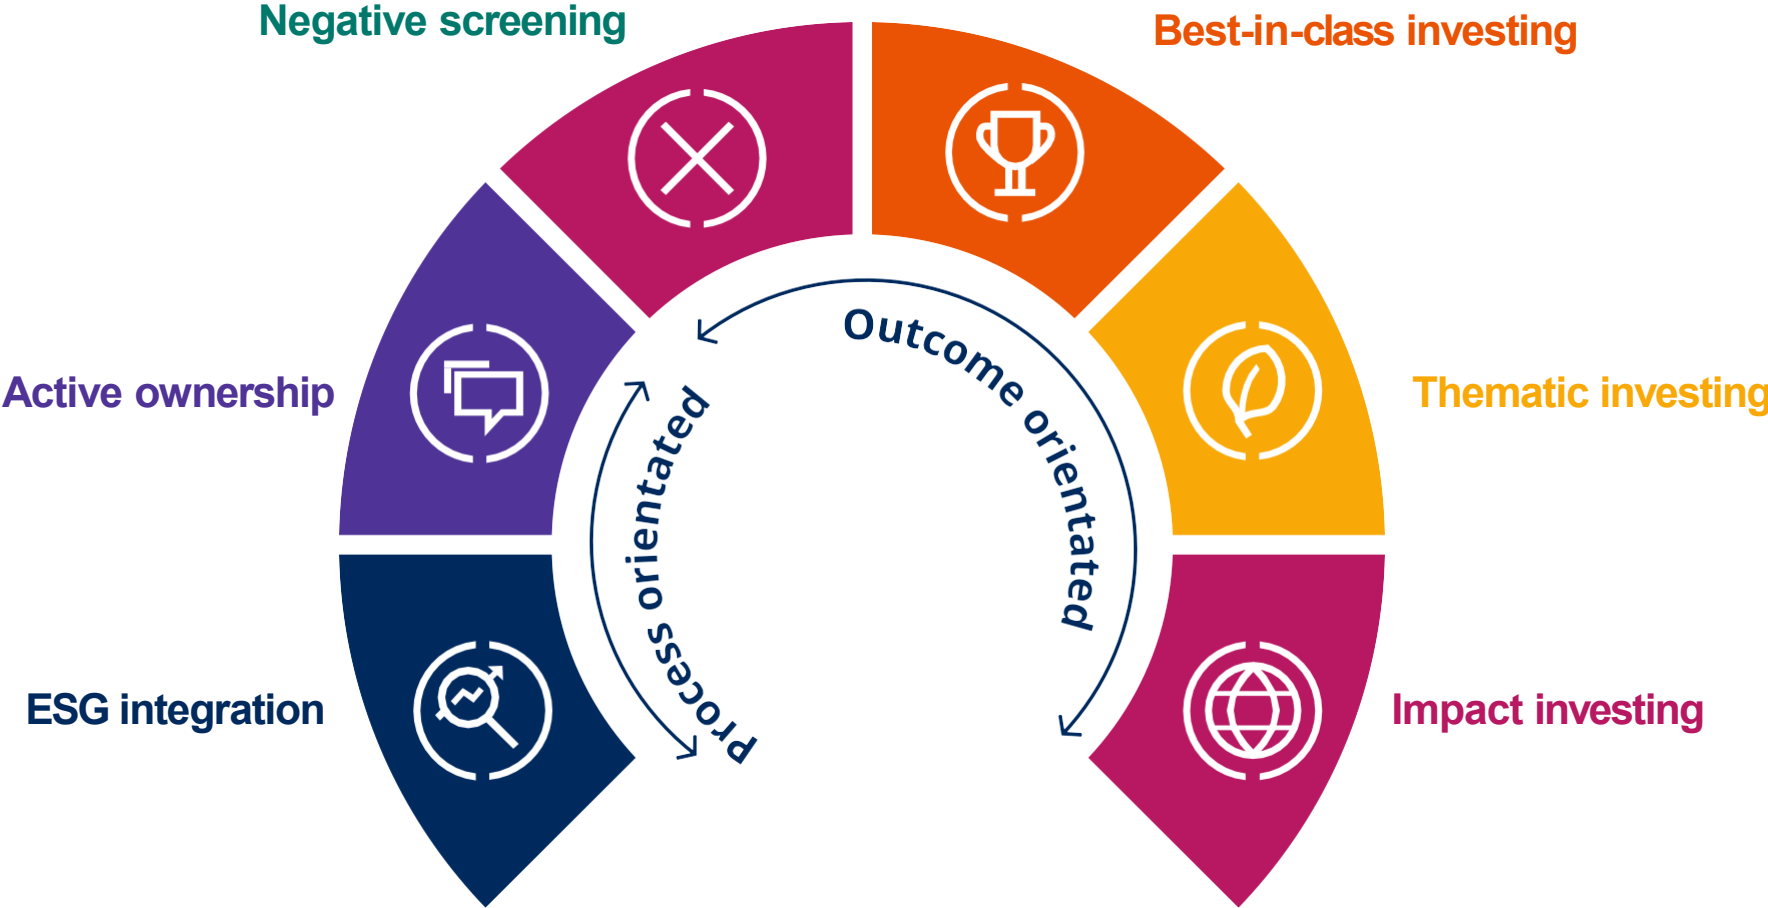 Negative screening
Best-in-class investing
Active ownership
Thematic investing
ESG integration
Impact investing
Process orientated
Outcome orientated